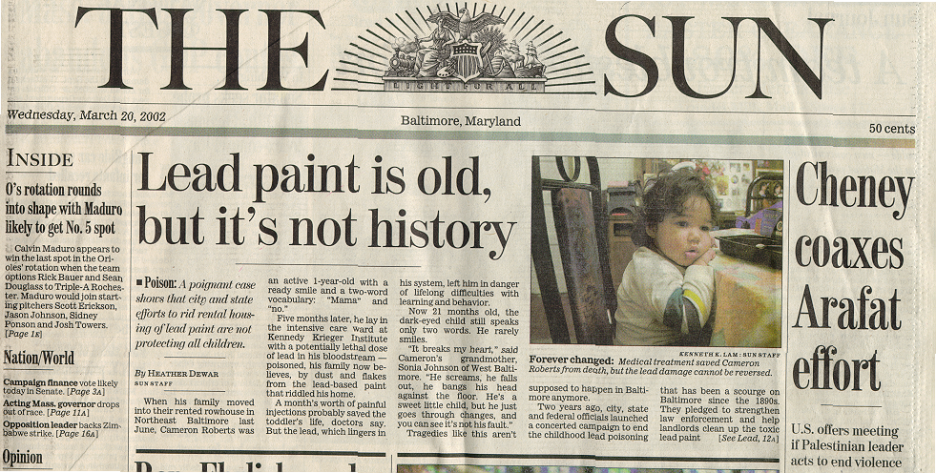 THE SUN
LIGHT FOR ALL
Wednesday, March 20, 2002
Baltimore, Maryland
50 cents
INSIDE
O's rotation rounds
into shape with Maduro
likely to get No. 5 spot
Calvin Maduro appears to
win the last spot in the Ori-
oles' rotation when the team
options Rick Bauer and Sean
Douglass to Triple-A Roches-
ter. Maduro would join start-
ing pitchers Scott Erickson,
Jason Johnson, Sidney
Ponson and Josh Towers.
[Page 1E]
Nation/World
Campaign finance vote likely
today in Senate. [Page 3A]
Acting Mass. governor drops
out of race. [Page 11A]
Opposition leader backs Zim-
babwe strike. [Page 16A]
Opinion
Lead paint is old,
but it's not history
■ Poison: A poignant case
shows that city and state
efforts to rid rental hous-
ing of lead paint are not
protecting all children.
By HEATHER DEWAR
SUN STAFF
When his family moved
into their rented rowhouse in
Northeast Baltimore last
June, Cameron Roberts was
an active 1-year-old with a
ready smile and a two-word
vocabulary: "Mama" and
"no."
Five months later, he lay in
the intensive care ward at
Kennedy Krieger Institute
with a potentially lethal dose
of lead in his bloodstream —
poisoned, his family now be-
lieves, by dust and flakes
from the lead-based paint
that riddled his home.
A month's worth of painful
injections probably saved the
toddler's life, doctors say.
But the lead, which lingers in
his system, left him in danger
of lifelong difficulties with
learning and behavior.
Now 21 months old, the
dark-eyed child still speaks
only two words. He rarely
smiles.
"It breaks my heart," said
Cameron's grandmother,
Sonia Johnson of West Balti-
more. "He screams, he falls
out, he bangs his head
against the floor. He's a
sweet little child, but he just
goes through changes, and
you can see it's not his fault."
Tragedies like this aren't
KENNETH K. LAM : SUN STAFF
Forever changed: Medical treatment saved Cameron
Roberts from death, but the lead damage cannot be reversed.
supposed to happen in Balti-
more anymore.
Two years ago, city, state
and federal officials launched
a concerted campaign to end
the childhood lead poisoning
that has been a scourge on
Baltimore since the 1890s.
They pledged to strengthen
law enforcement and help
landlords clean up the toxic
lead paint [See Lead, 12A]
Cheney
coaxes
Arafat
effort
U.S. offers meeting
if Palestinian leader
acts to end violence